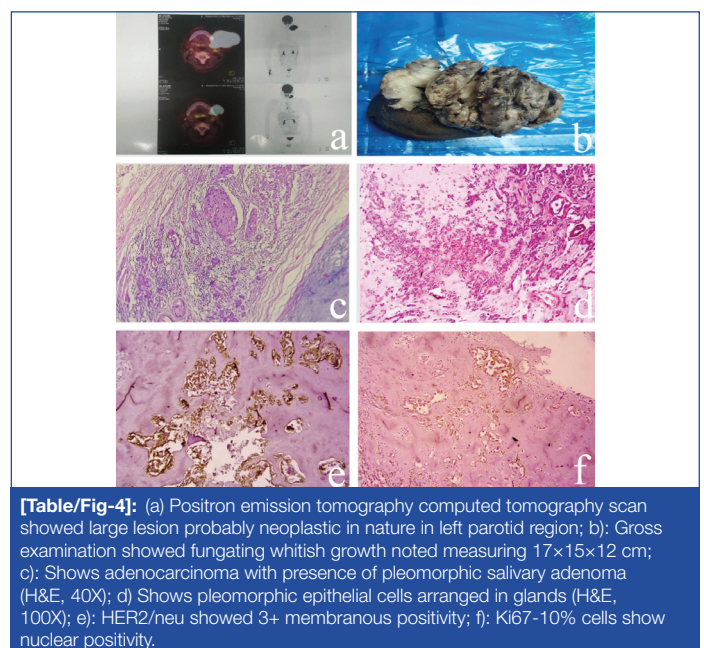 a
b
c
d
e
f
[Table/Fig-4]: (a) Positron emission tomography computed tomography scan
showed large lesion probably neoplastic in nature in left parotid region; b): Gross
examination showed fungating whitish growth noted measuring 17×15×12 cm;
c): Shows adenocarcinoma with presence of pleomorphic salivary adenoma
(H&E, 40X); d) Shows pleomorphic epithelial cells arranged in glands (H&E,
100X); e): HER2/neu showed 3+ membranous positivity; f): Ki67-10% cells show
nuclear positivity.